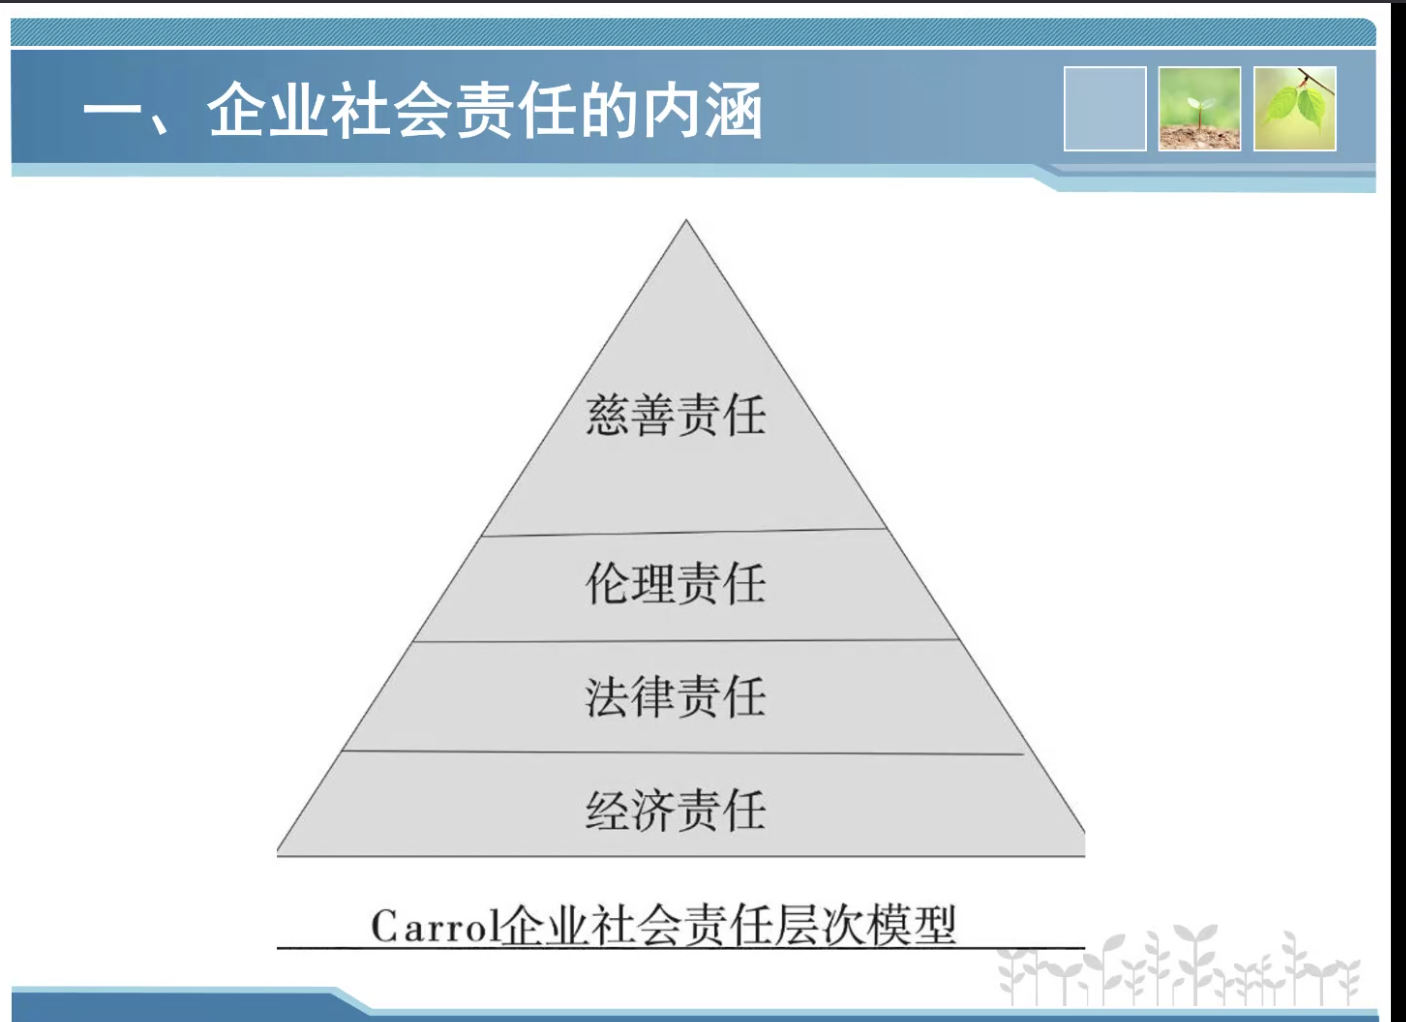 一、企业社会责任的内涵
慈善责任
伦理责任
法律责任
经济责任
Carrol企业社会责任层次模型